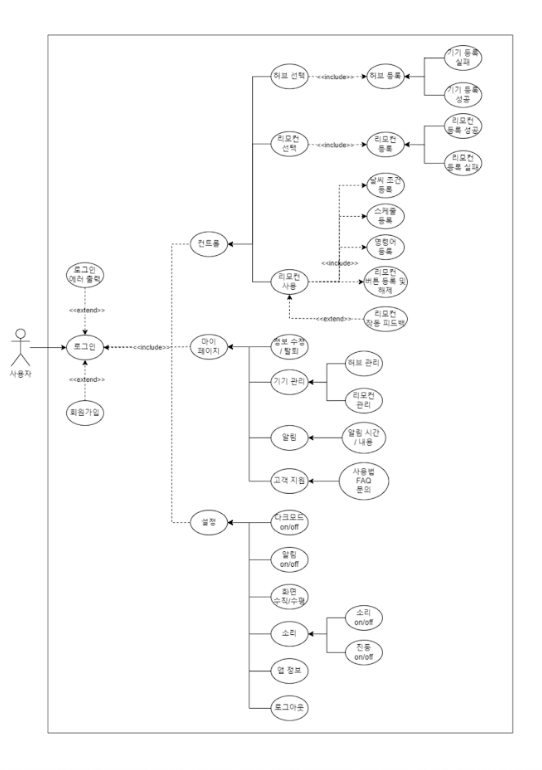 허브 선택
<<include>>
허브 등록
기기 등록
실패
기기 등록
성공
리모컨
선택
<<include>>
리모컨
등록
리모컨
등록 성공
리모컨
등록 실패
날씨 조건
등록
스케줄
등록
컨트롤
<<include>>
명령어
등록
리모컨
사용
리모컨
버튼 등록 및
해제
리모컨
작동 피드백
<<extend>>
로그인
에러 출력
<<extend>>
사용자
로그인
<<include>>
<<extend>>
회원가입
마이
페이지
정보 수정
/ 탈퇴
기기 관리
허브 관리
리모컨
관리
알림
알림 시간
/ 내용
고객 지원
사용법
FAQ
문의
설정
다크모드
on/off
알림
on/off
화면
수직/수평
소리
소리
on/off
진동
on/off
앱 정보
로그아웃